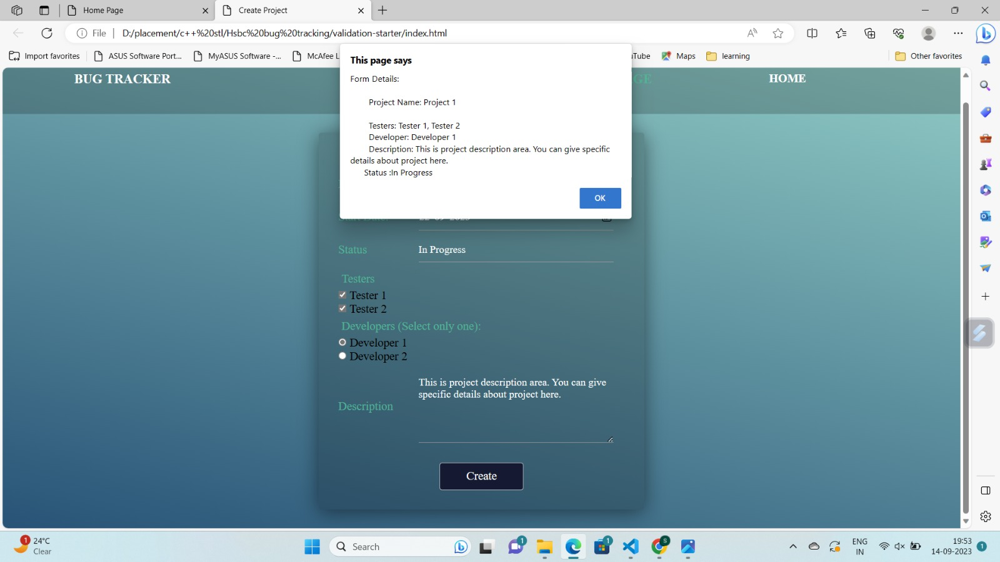 Home Page
Create Project
File
D:/placement/c++%20stl/Hsbc%20bug%20tracking/validation-starter/index.html
Import favorites
ASUS Software Port...
MyASUS Software -...
McAfee L
uTube
Maps
learning
Other favorites
BUG TRACKER
GE
HOME
This page says
Form Details:
Project Name: Project 1
Testers: Tester 1, Tester 2
Developer: Developer 1
Description: This is project description area. You can give specific
details about project here.
Status :In Progress
OK
Status
In Progress
Testers
Tester 1
Tester 2
Developers (Select only one):
Developer 1
Developer 2
This is project description area. You can give
specific details about project here.
Description
Create
1
24°C
Clear
Search
1
1
S
ENG
IN
19:53
14-09-2023
1